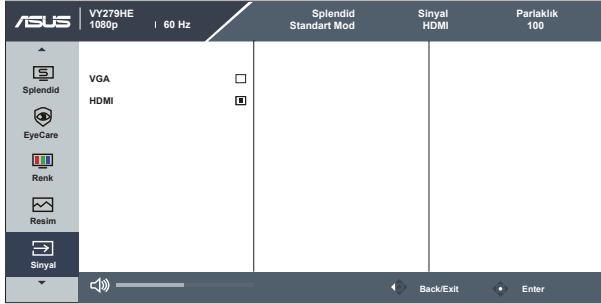 ASUS
VY279HE
1080p | 60 Hz
Splendid
Standart Mod
Sinyal
HDMI
Parlaklık
100
Splendid
EyeCare
Renk
Resim
Sinyal
VGA
HDMI
Back/Exit
Enter